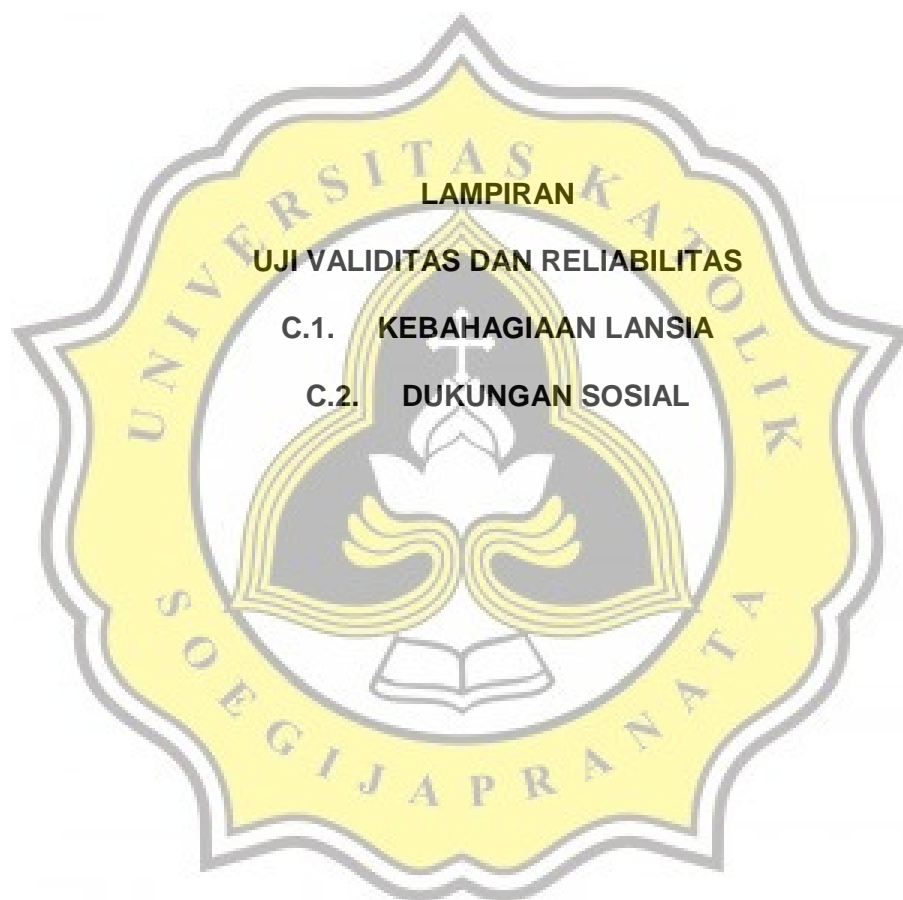 LAMPIRAN
UJI VALIDITAS DAN RELIABILITAS
C.1. KEBAHAGIAAN LANSIA
C.2. DUKUNGAN SOSIAL
UNIVERSITAS KATOLIK
SOEGIJAPRANATA